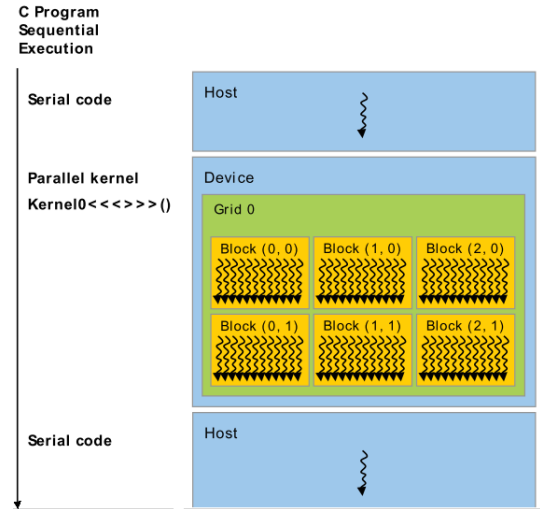 C Program
Sequential
Execution
Serial code
Host
Parallel kernel
Kernel0<<<>>>()
Device
Grid 0
Block (0, 0)
Block (1, 0)
Block (2, 0)
Block (0, 1)
Block (1, 1)
Block (2, 1)
Serial code
Host